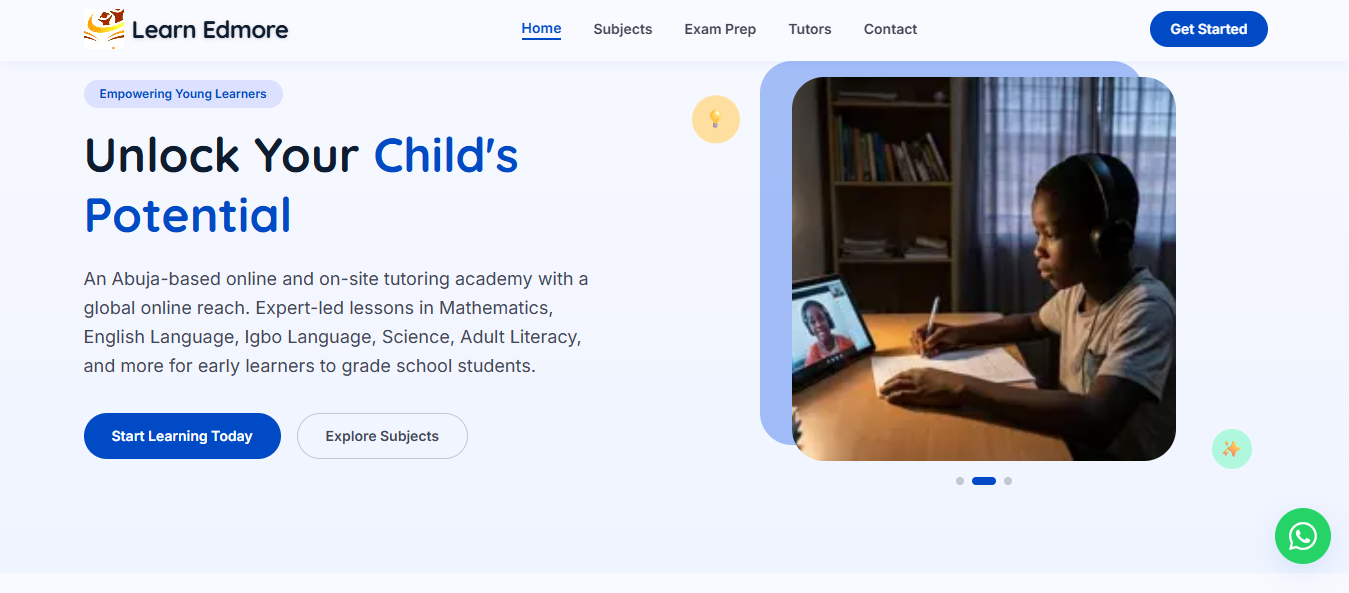 Learn Edmore
Home
Subjects
Exam Prep
Tutors
Contact
Get Started
Empowering Young Learners
Unlock Your Child's
Potential
An Abuja-based online and on-site tutoring academy with a
global online reach. Expert-led lessons in Mathematics,
English Language, Igbo Language, Science, Adult Literacy,
and more for early learners to grade school students.
Start Learning Today
Explore Subjects